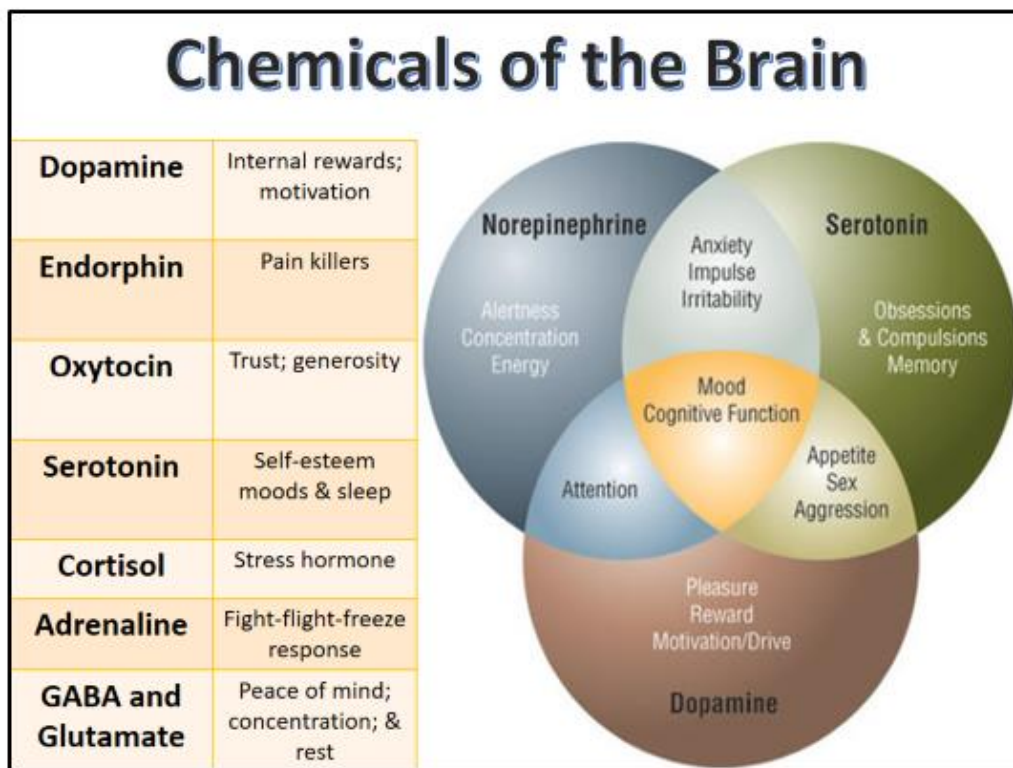 Chemicals of the Brain
Dopamine
Internal rewards;
motivation
Endorphin
Pain killers
Oxytocin
Trust; generosity
Serotonin
Self-esteem
moods & sleep
Cortisol
Stress hormone
Adrenaline
Fight-flight-freeze
response
GABA and
Glutamate
Peace of mind;
concentration; &
rest
Norepinephrine
Alertness
Concentration
Energy
Anxiety
Impulse
Irritability
Serotonin
Obsessions
& Compulsions
Memory
Mood
Cognitive Function
Attention
Appetite
Sex
Aggression
Pleasure
Reward
Motivation/Drive
Dopamine